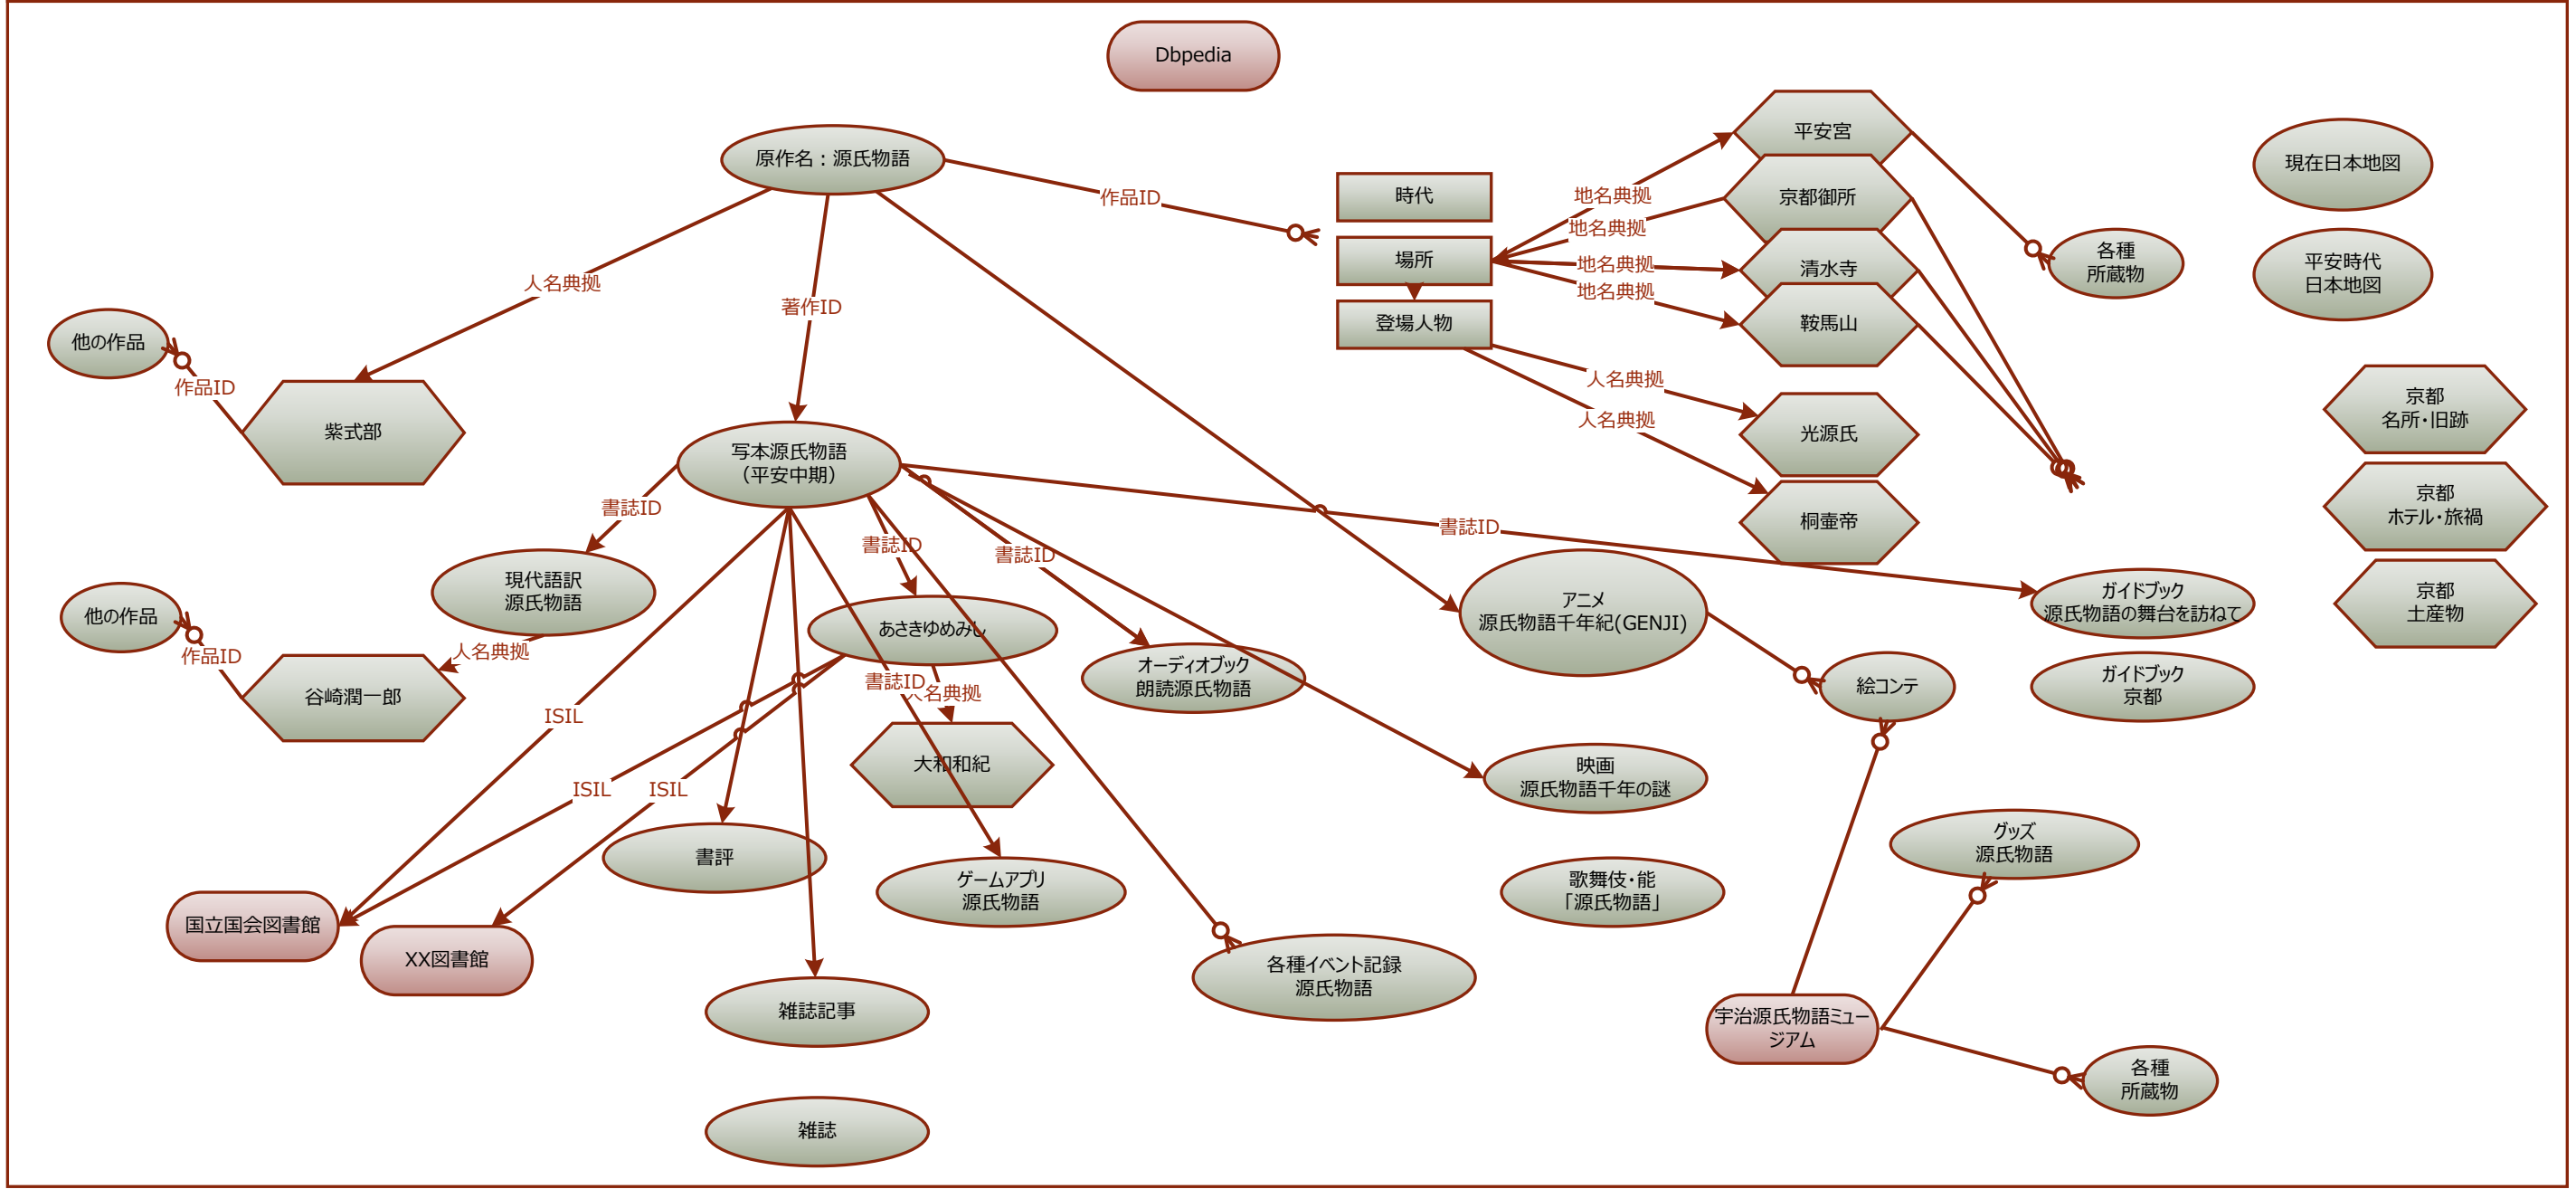 Dbpedia
原作名：源氏物語
作品ID
時代
場所
登場人物
地名典拠
地名典拠
地名典拠
地名典拠
平安宮
京都御所
清水寺
鞍馬山
各種
所蔵物
現在日本地図
平安時代
日本地図
人名典拠
著作ID
他の作品
作品ID
紫式部
人名典拠
人名典拠
光源氏
桐壷帝
京都
名所・旧跡
京都
ホテル・旅禍
京都
土産物
写本源氏物語
（平安中期）
書誌ID
書誌ID
書誌ID
書誌ID
現代語訳
源氏物語
他の作品
作品ID
人名典拠
谷崎潤一郎
あさきゆめみし
書誌ID
人名典拠
大和和紀
オーディオブック
朗読源氏物語
アニメ
源氏物語千年紀(GENJI)
ガイドブック
源氏物語の舞台を訪ねて
ガイドブック
京都
絵コンテ
ISIL
ISIL
ISIL
映画
源氏物語千年の謎
書評
グッズ
源氏物語
ゲームアプリ
源氏物語
歌舞伎・能
「源氏物語」
国立国会図書館
XX図書館
各種イベント記録
源氏物語
雑誌記事
宇治源氏物語ミュー
ジアム
各種
所蔵物
雑誌